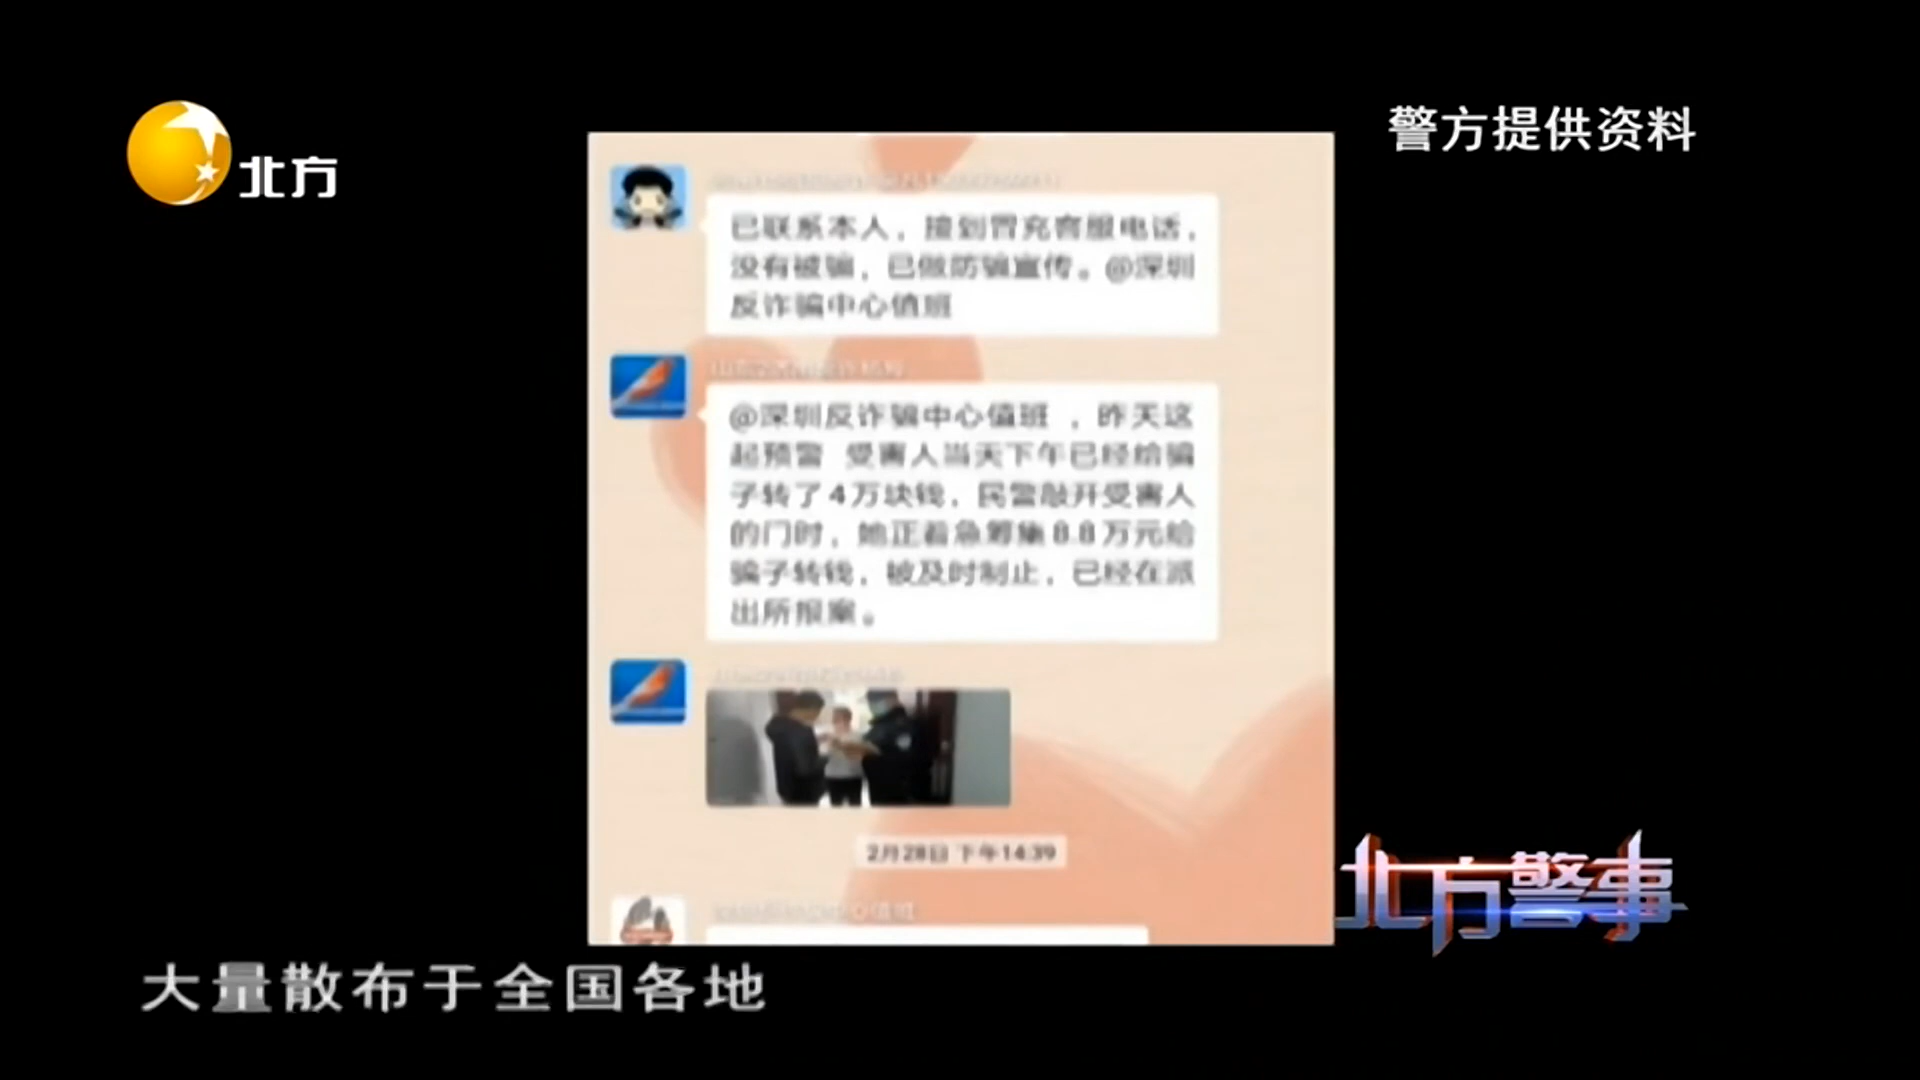 北方
警方提供资料
已联系本人，接到冒充客服电话，
没有被骗，已做防骗宣传。@深圳
反诈骗中心值班
@深圳反诈骗中心值班 ，昨天这
起预警 受害人当天下午已经给骗
子转了4万块钱，民警敲开受害人
的门时，她正着急筹集8.8万元给
骗子转钱，被及时制止，已经在派
出所报案。
2月28日 下午14:39
北方警事
大量散布于全国各地